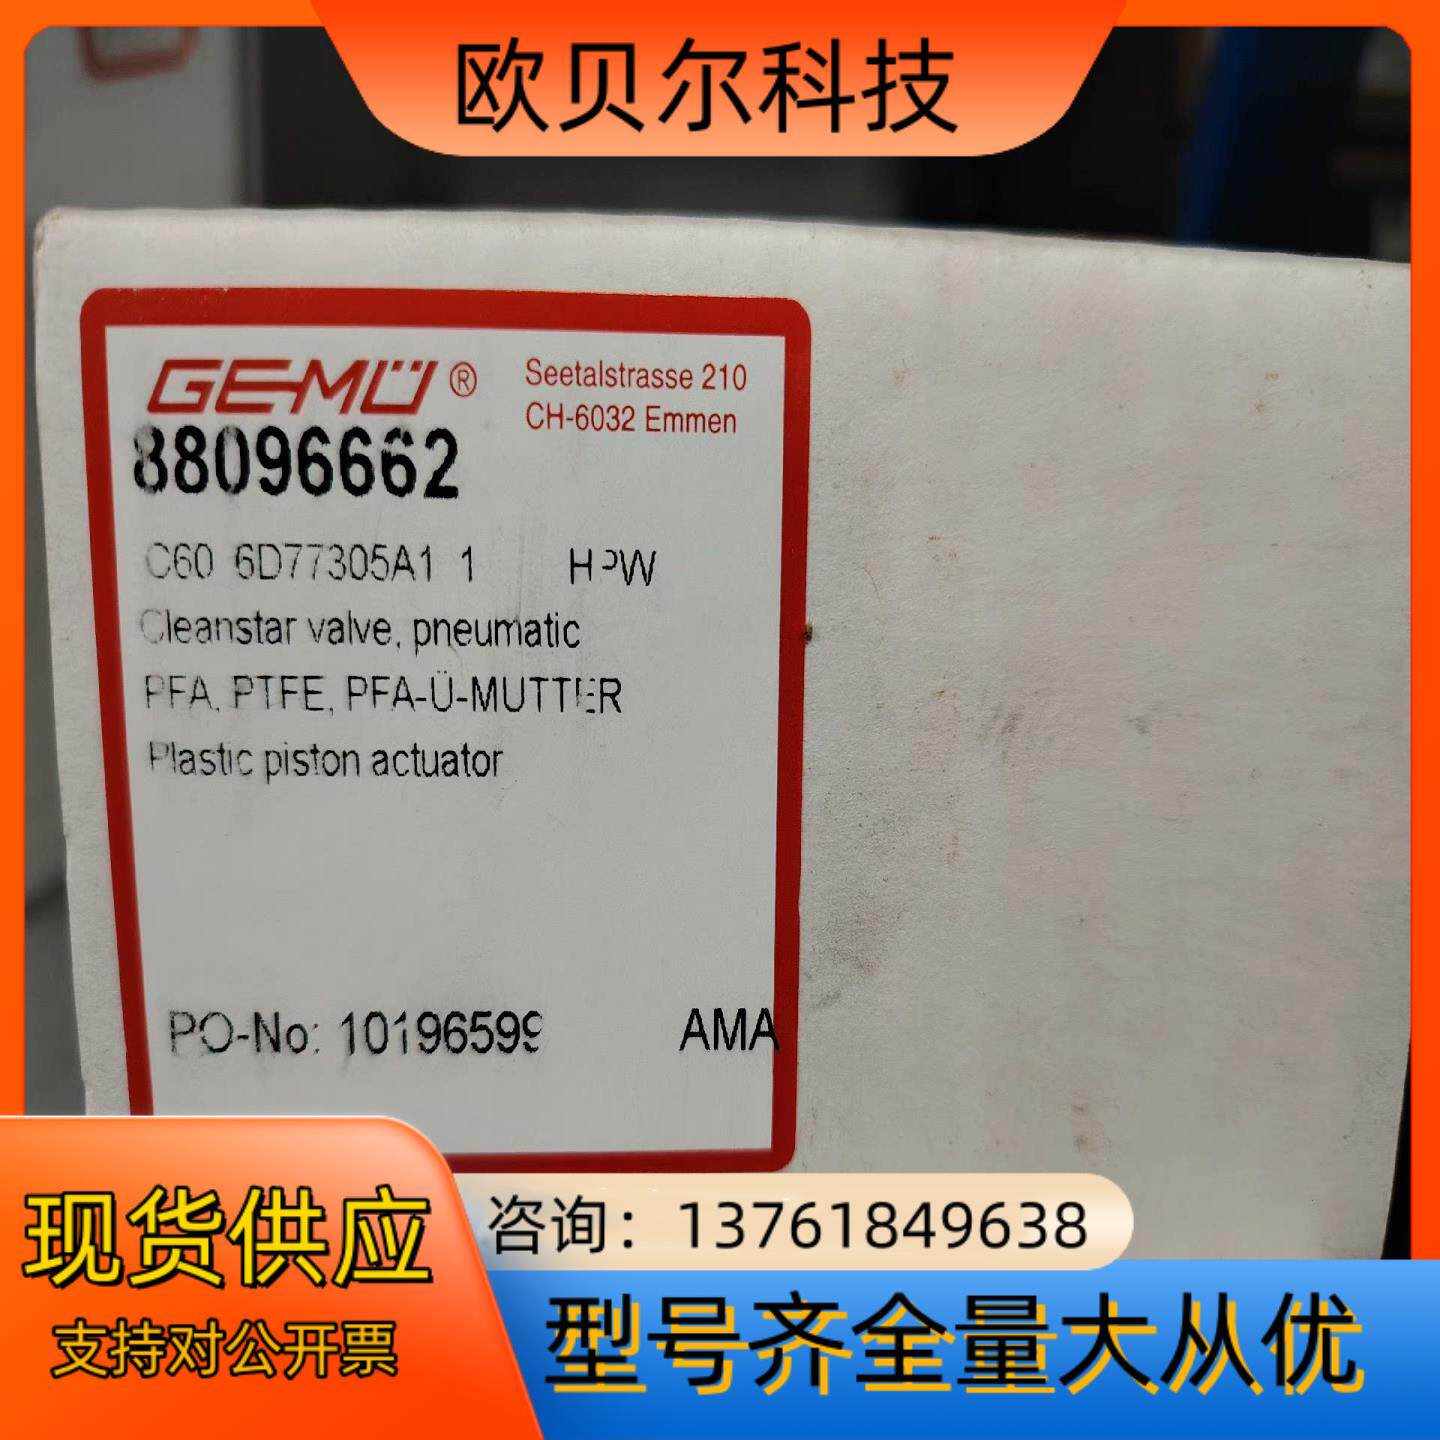 欧贝尔科技
GEMÜ® Seetalstrasse 210
CH-6032 Emmen
88096662
C60 6D77305A1 1 HPW
Cleanstar valve, pneumatic
PFA, PTFE, PFA-Ü-MUTTER
Plastic piston actuator
PO-No: 10196599 AMA
现货供应
支持对公开票
咨询：13761849638
型号齐全量大从优